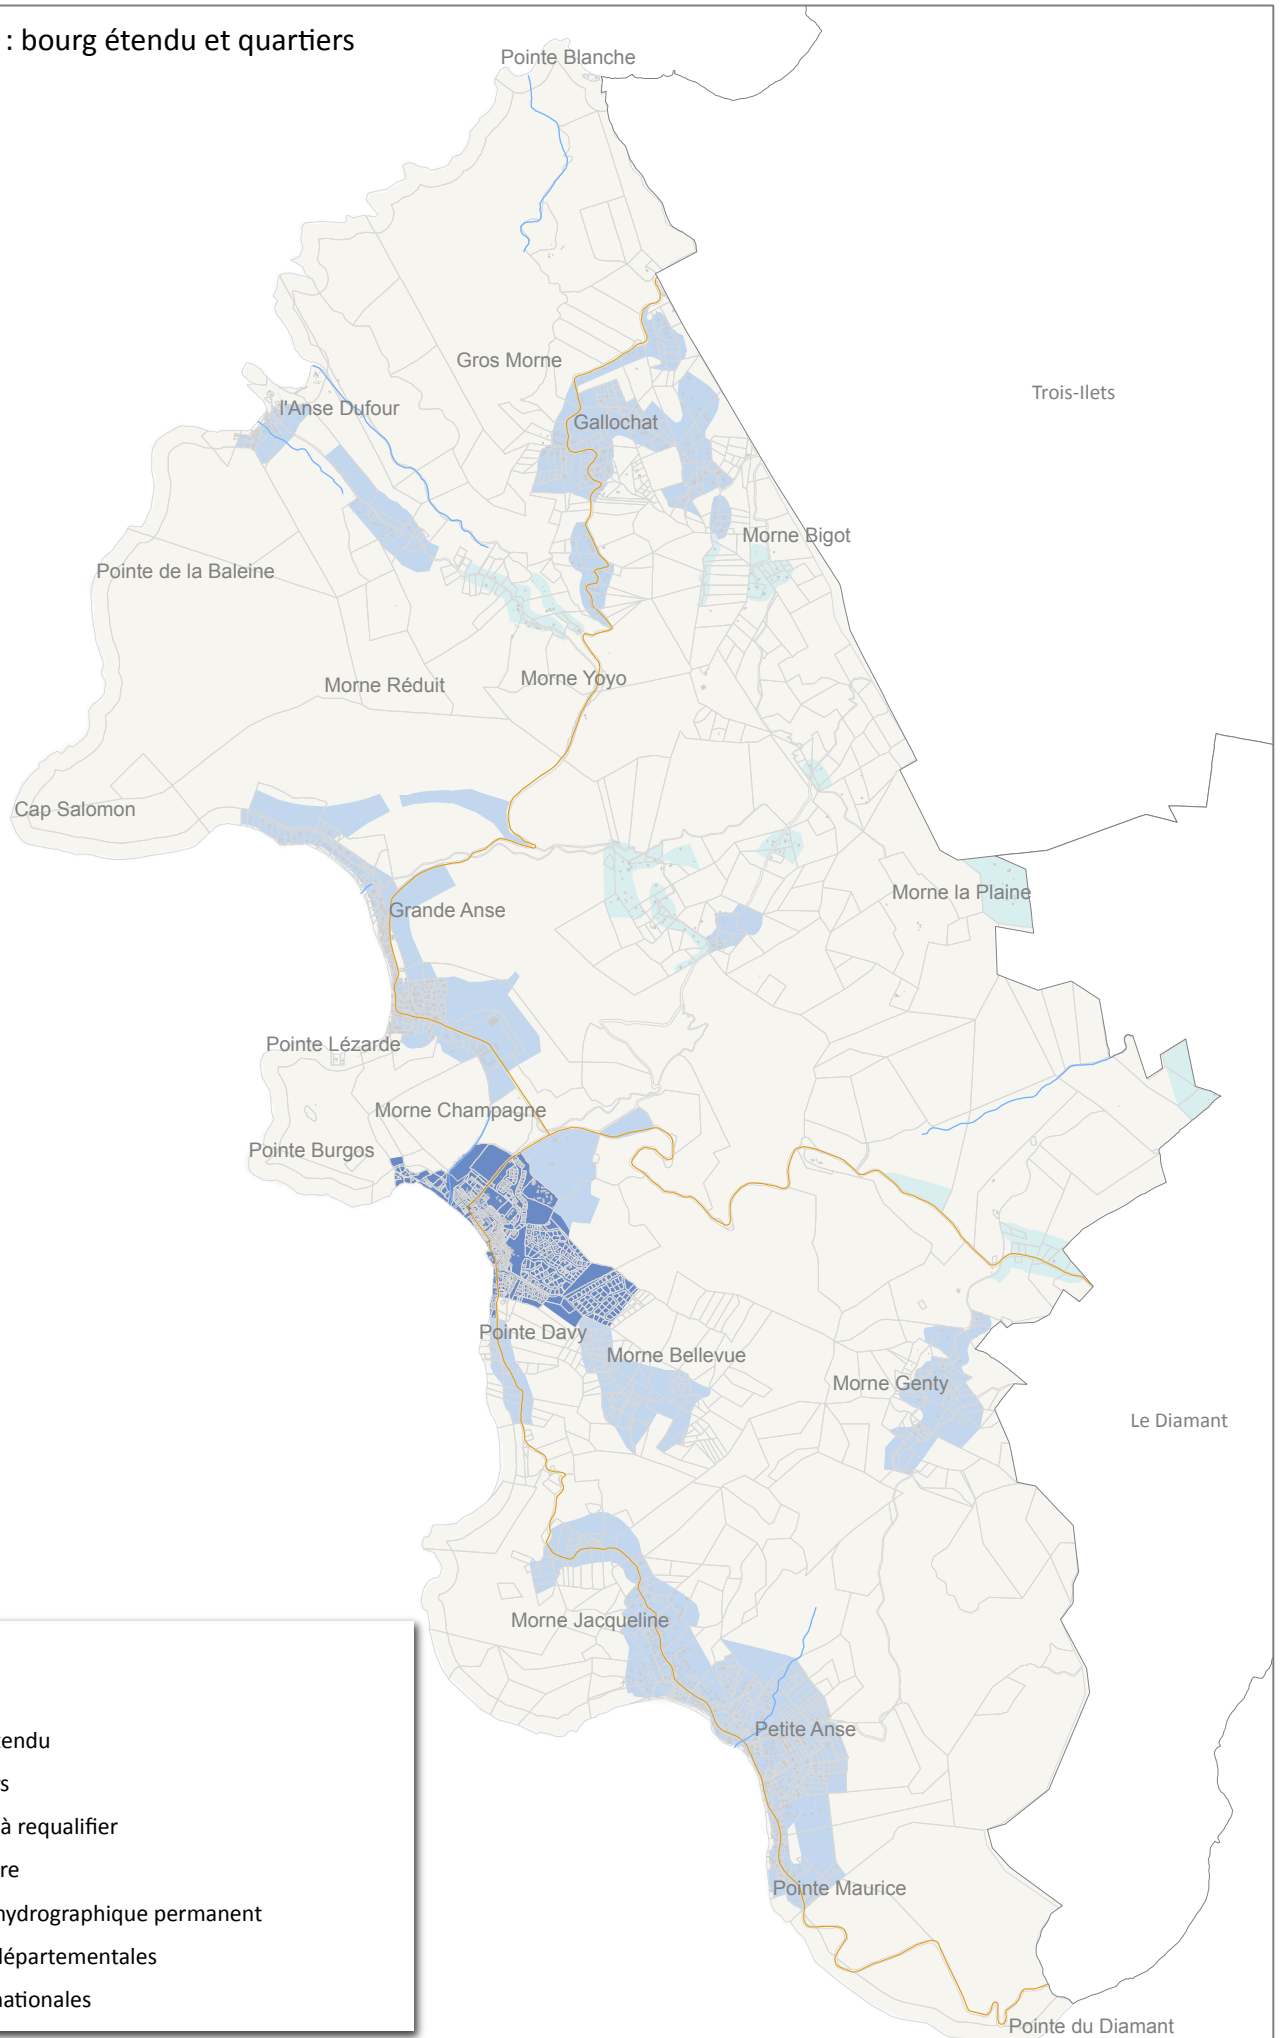 : bourg étendu et quartiers
Pointe Blanche
Gros Morne
Trois-Ilets
l'Anse Dufour
Gallochat
Morne Bigot
Pointe de la Baleine
Morne Réduit
Morne Yoyo
Cap Salomon
Morne la Plaine
Grande Anse
Pointe Lézarde
Morne Champagne
Pointe Burgos
Pointe Davy
Morne Bellevue
Morne Genty
Le Diamant
Morne Jacqueline
Petite Anse
Pointe Maurice
Pointe du Diamant
tendu
rs
à requalifier
re
hydrographique permanent
départementales
nationales